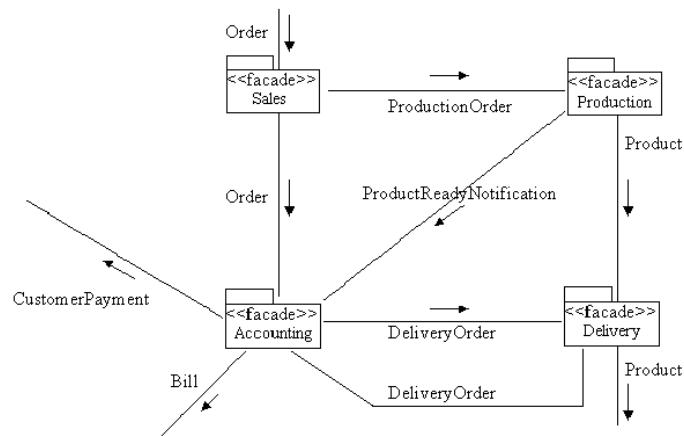 Order
<<facade>>
Sales
<<facade>>
Production
ProductionOrder
Product
Order
ProductReadyNotification
CustomerPayment
<<facade>>
Accounting
<<facade>>
Delivery
DeliveryOrder
Bill
DeliveryOrder
Product